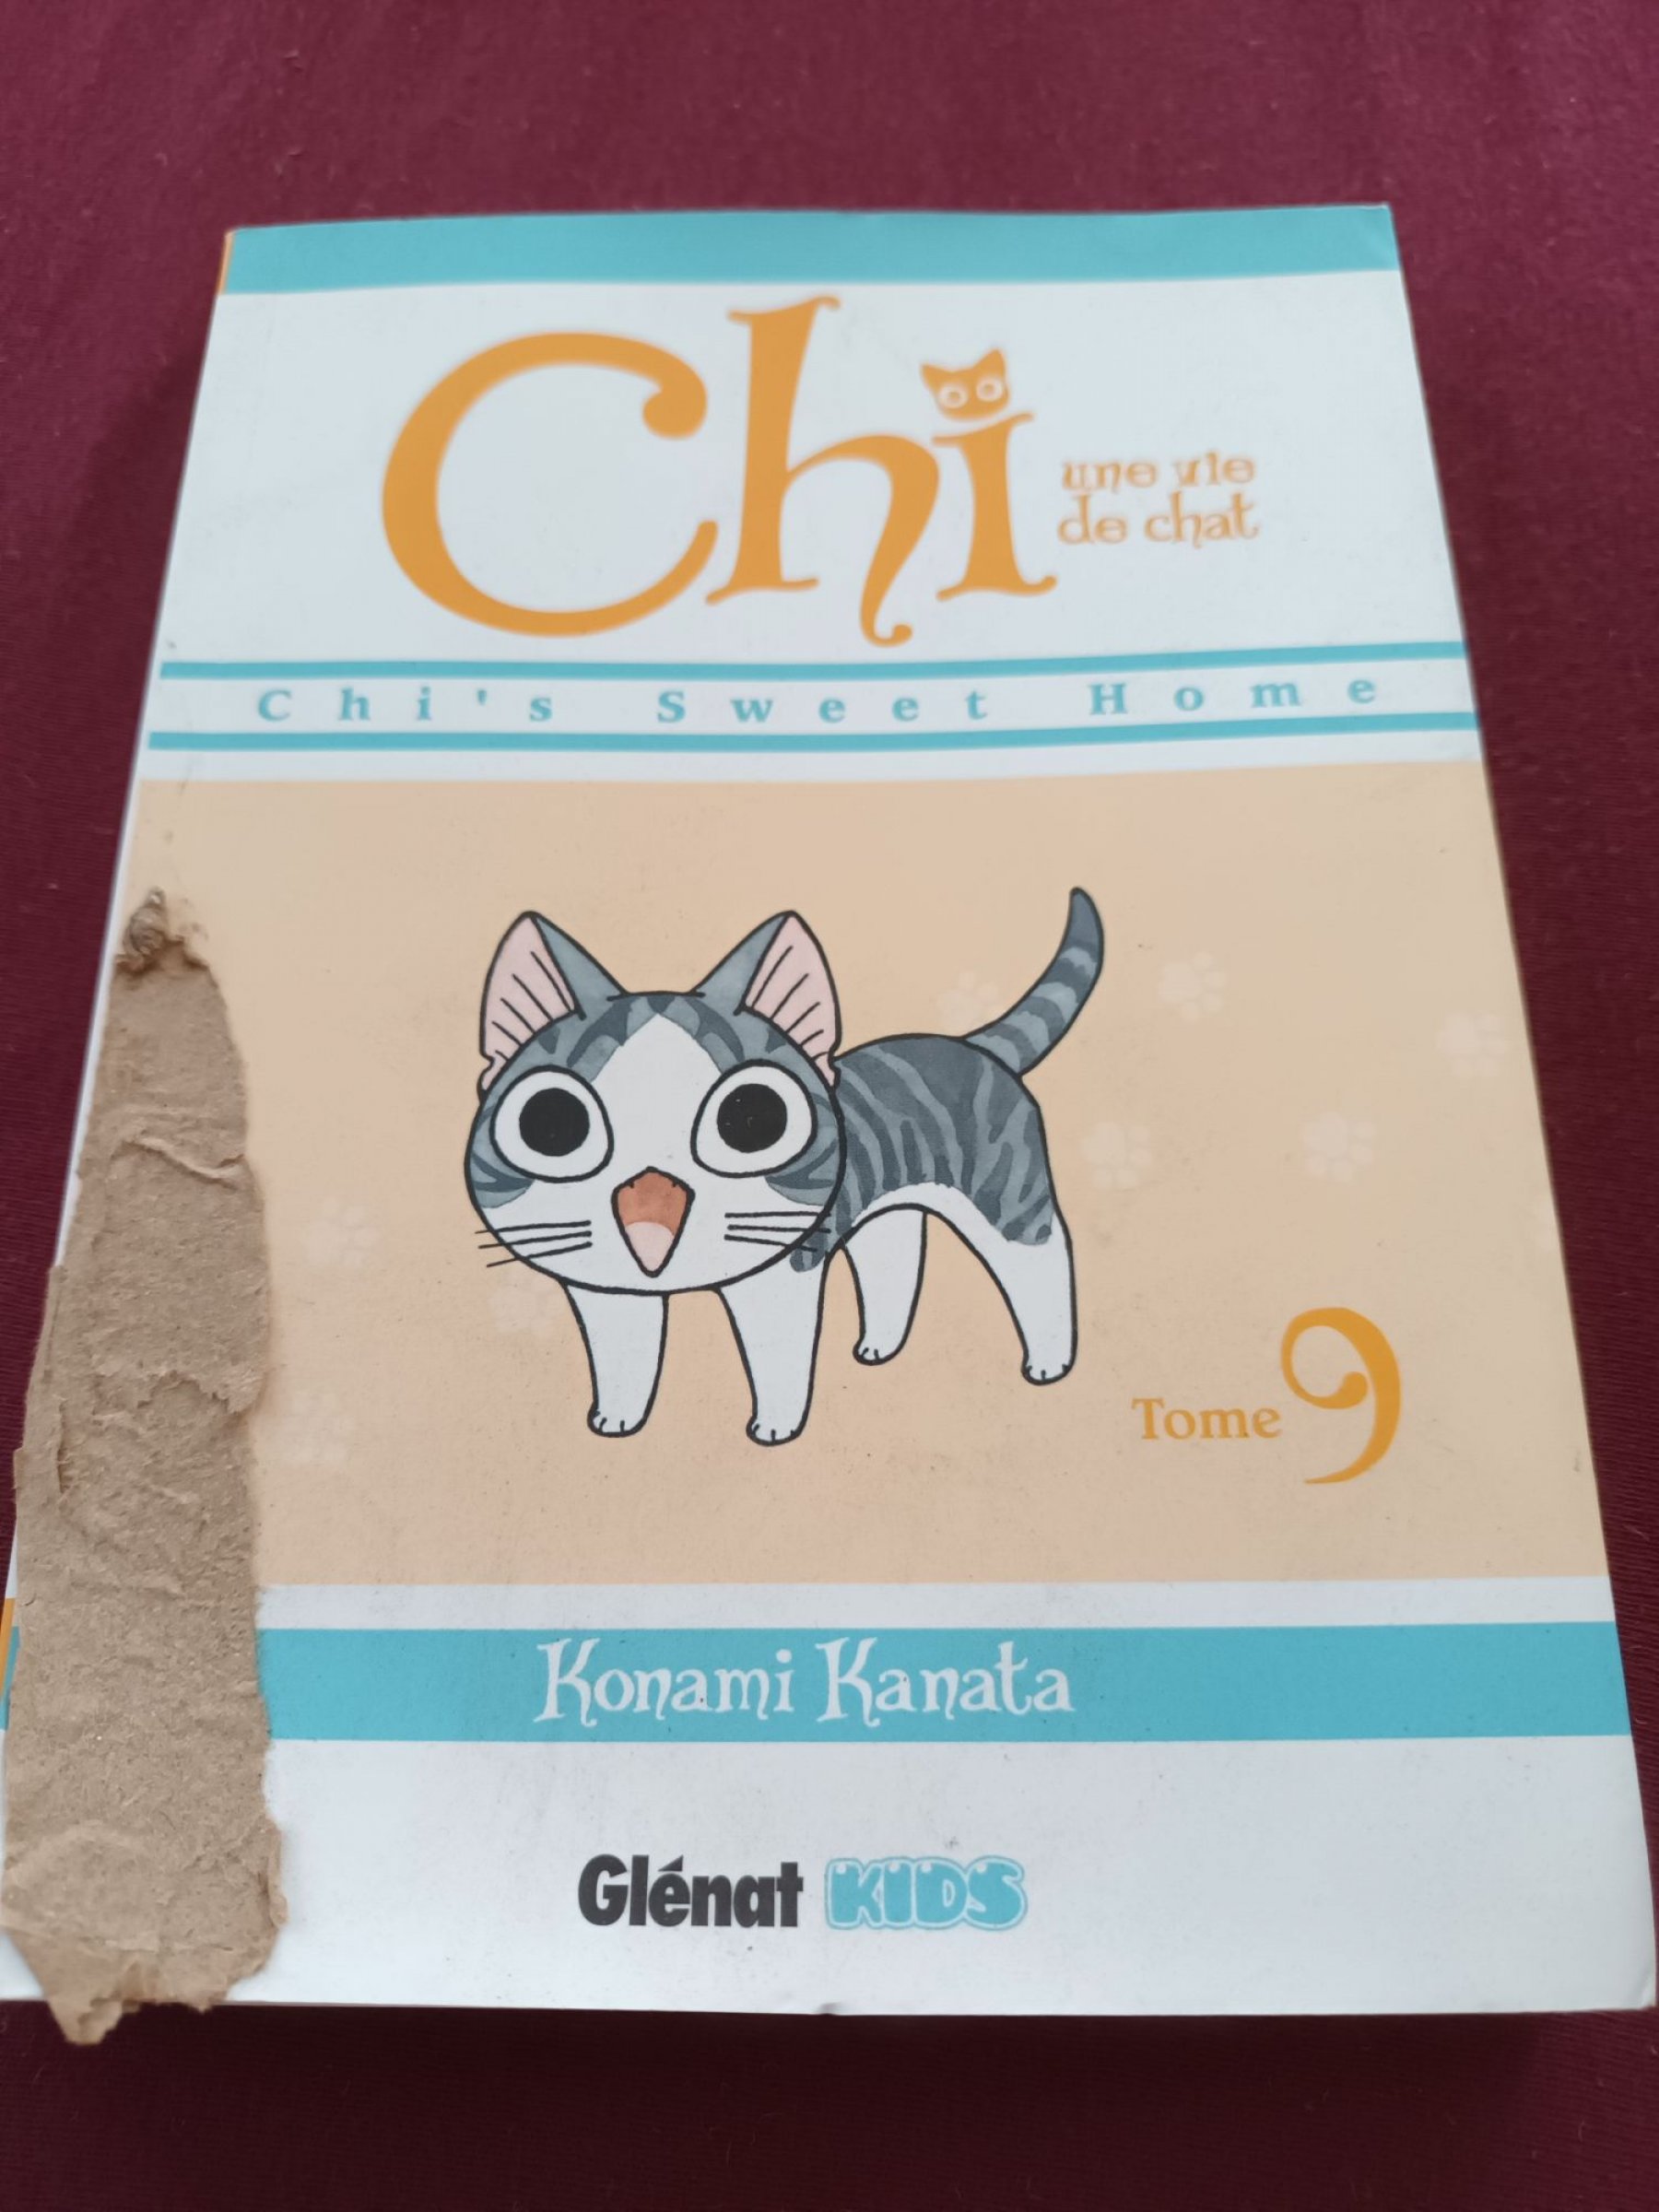 Chi
une vie
de chat
Chi's Sweet Home
Tome 9
Konami Kanata
Glénat KIDS